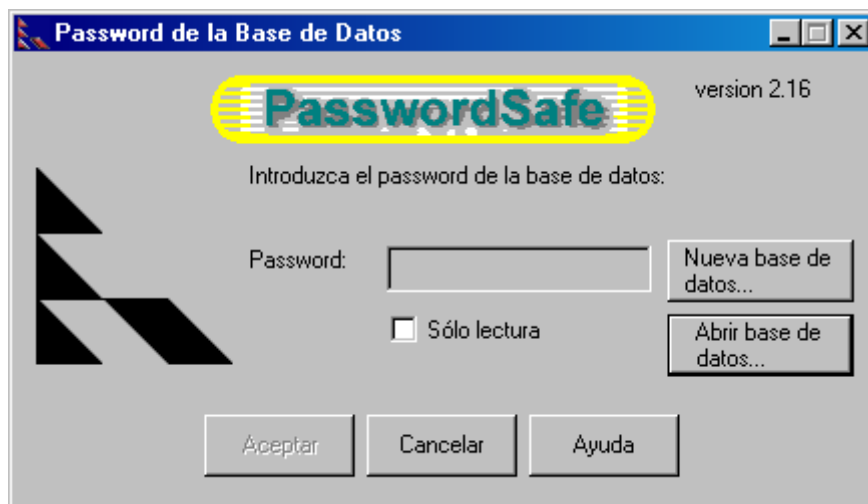 Password de la Base de Datos
PasswordSafe
version 2.16
Introduzca el password de la base de datos:
Password:
Nueva base de
datos...
Sólo lectura
Abrir base de
datos...
Aceptar
Cancelar
Ayuda